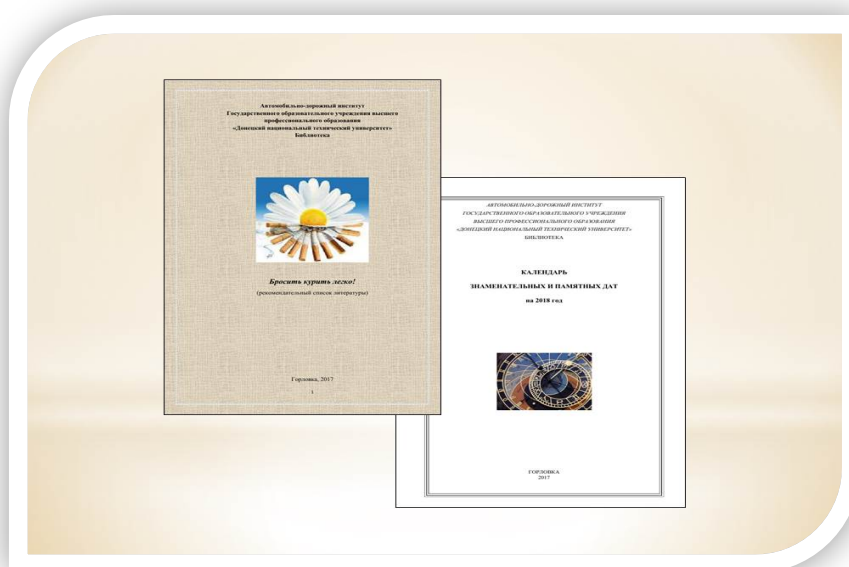 Автомобильно-дорожный институт
Государственного образовательного учреждения высшего
профессионального образования
«Донецкий национальный технический университет»
Библиотека
Бросить курить легко!
(рекомендательный список литературы)
Горловка, 2017
1
АВТОМОБИЛЬНО-ДОРОЖНЫЙ ИНСТИТУТ
ГОСУДАРСТВЕННОГО ОБРАЗОВАТЕЛЬНОГО УЧРЕЖДЕНИЯ
ВЫСШЕГО ПРОФЕССИОНАЛЬНОГО ОБРАЗОВАНИЯ
«ДОНЕЦКИЙ НАЦИОНАЛЬНЫЙ ТЕХНИЧЕСКИЙ УНИВЕРСИТЕТ»
БИБЛИОТЕКА
КАЛЕНДАРЬ
ЗНАМЕНАТЕЛЬНЫХ И ПАМЯТНЫХ ДАТ
на 2018 год
ГОРЛОВКА
2017